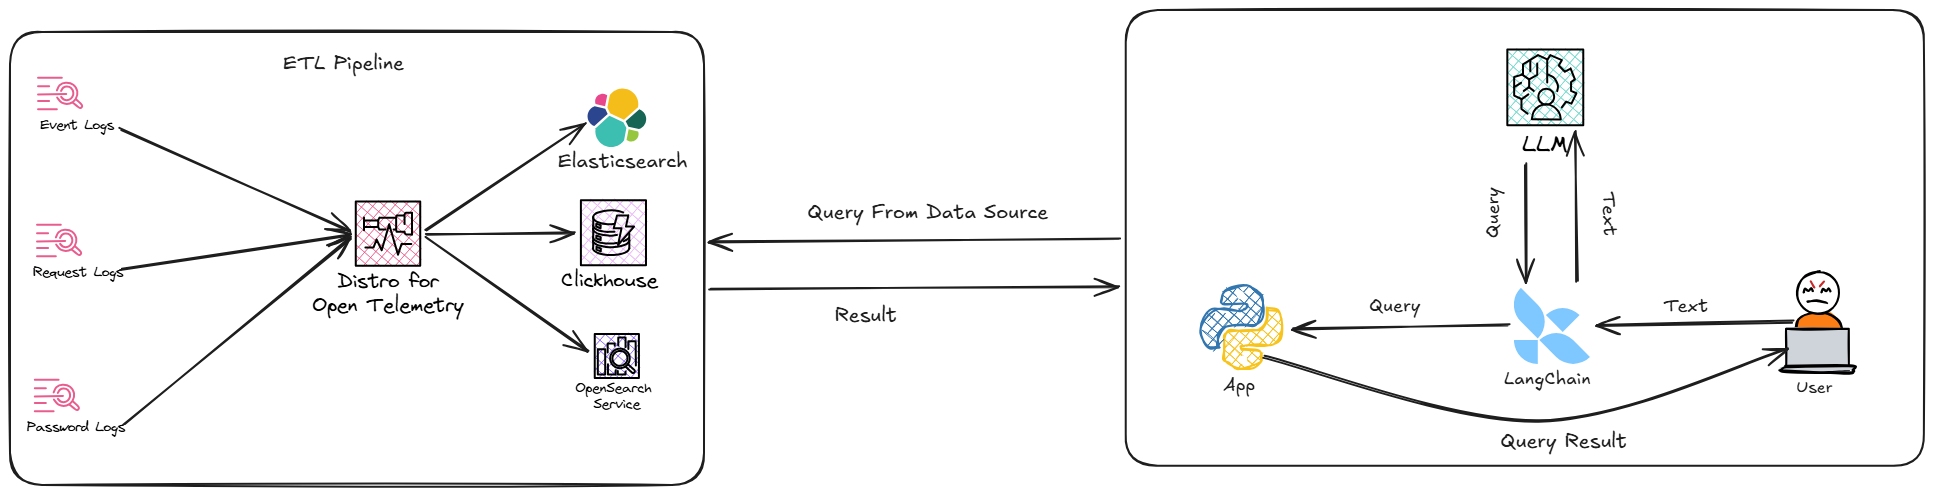 ETL Pipeline
Event Logs
Elasticsearch
Request Logs
Distro for
Open Telemetry
Clickhouse
OpenSearch
Service
Password Logs
Query From Data Source
Result
LLM
Query
Text
Query
Text
App
LangChain
User
Query Result